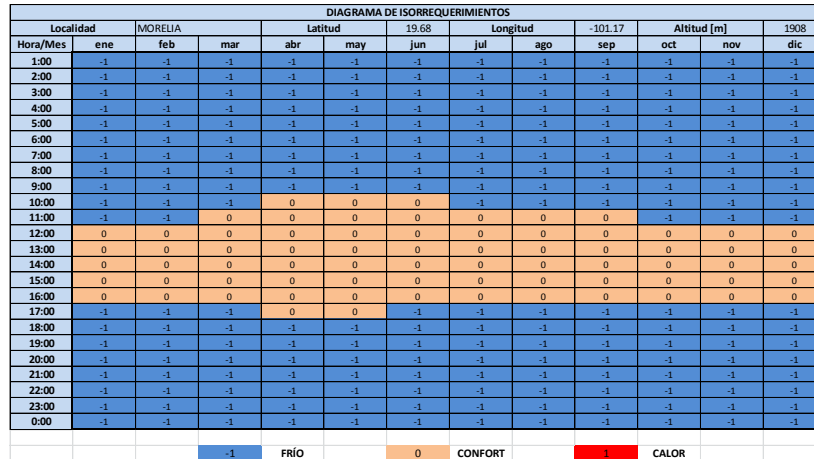 DIAGRAMA DE ISORREQUERIMIENTOS
Localidad MORELIA Latitud 19.68 Longitud -101.17 Altitud [m] 1908
Hora/Mes ene feb mar abr may jun jul ago sep oct nov dic
1:00 -1 -1 -1 -1 -1 -1 -1 -1 -1 -1 -1 -1
2:00 -1 -1 -1 -1 -1 -1 -1 -1 -1 -1 -1 -1
3:00 -1 -1 -1 -1 -1 -1 -1 -1 -1 -1 -1 -1
4:00 -1 -1 -1 -1 -1 -1 -1 -1 -1 -1 -1 -1
5:00 -1 -1 -1 -1 -1 -1 -1 -1 -1 -1 -1 -1
6:00 -1 -1 -1 -1 -1 -1 -1 -1 -1 -1 -1 -1
7:00 -1 -1 -1 -1 -1 -1 -1 -1 -1 -1 -1 -1
8:00 -1 -1 -1 -1 -1 -1 -1 -1 -1 -1 -1 -1
9:00 -1 -1 -1 -1 -1 -1 -1 -1 -1 -1 -1 -1
10:00 -1 -1 -1 0 0 0 -1 -1 -1 -1 -1 -1
11:00 -1 -1 0 0 0 0 0 0 0 -1 -1 -1
12:00 0 0 0 0 0 0 0 0 0 0 0 0
13:00 0 0 0 0 0 0 0 0 0 0 0 0
14:00 0 0 0 0 0 0 0 0 0 0 0 0
15:00 0 0 0 0 0 0 0 0 0 0 0 0
16:00 0 0 0 0 0 0 0 0 0 0 0 0
17:00 -1 -1 -1 0 0 -1 -1 -1 -1 -1 -1 -1
18:00 -1 -1 -1 -1 -1 -1 -1 -1 -1 -1 -1 -1
19:00 -1 -1 -1 -1 -1 -1 -1 -1 -1 -1 -1 -1
20:00 -1 -1 -1 -1 -1 -1 -1 -1 -1 -1 -1 -1
21:00 -1 -1 -1 -1 -1 -1 -1 -1 -1 -1 -1 -1
22:00 -1 -1 -1 -1 -1 -1 -1 -1 -1 -1 -1 -1
23:00 -1 -1 -1 -1 -1 -1 -1 -1 -1 -1 -1 -1
0:00 -1 -1 -1 -1 -1 -1 -1 -1 -1 -1 -1 -1
-1 FRÍO 0 CONFORT 1 CALOR